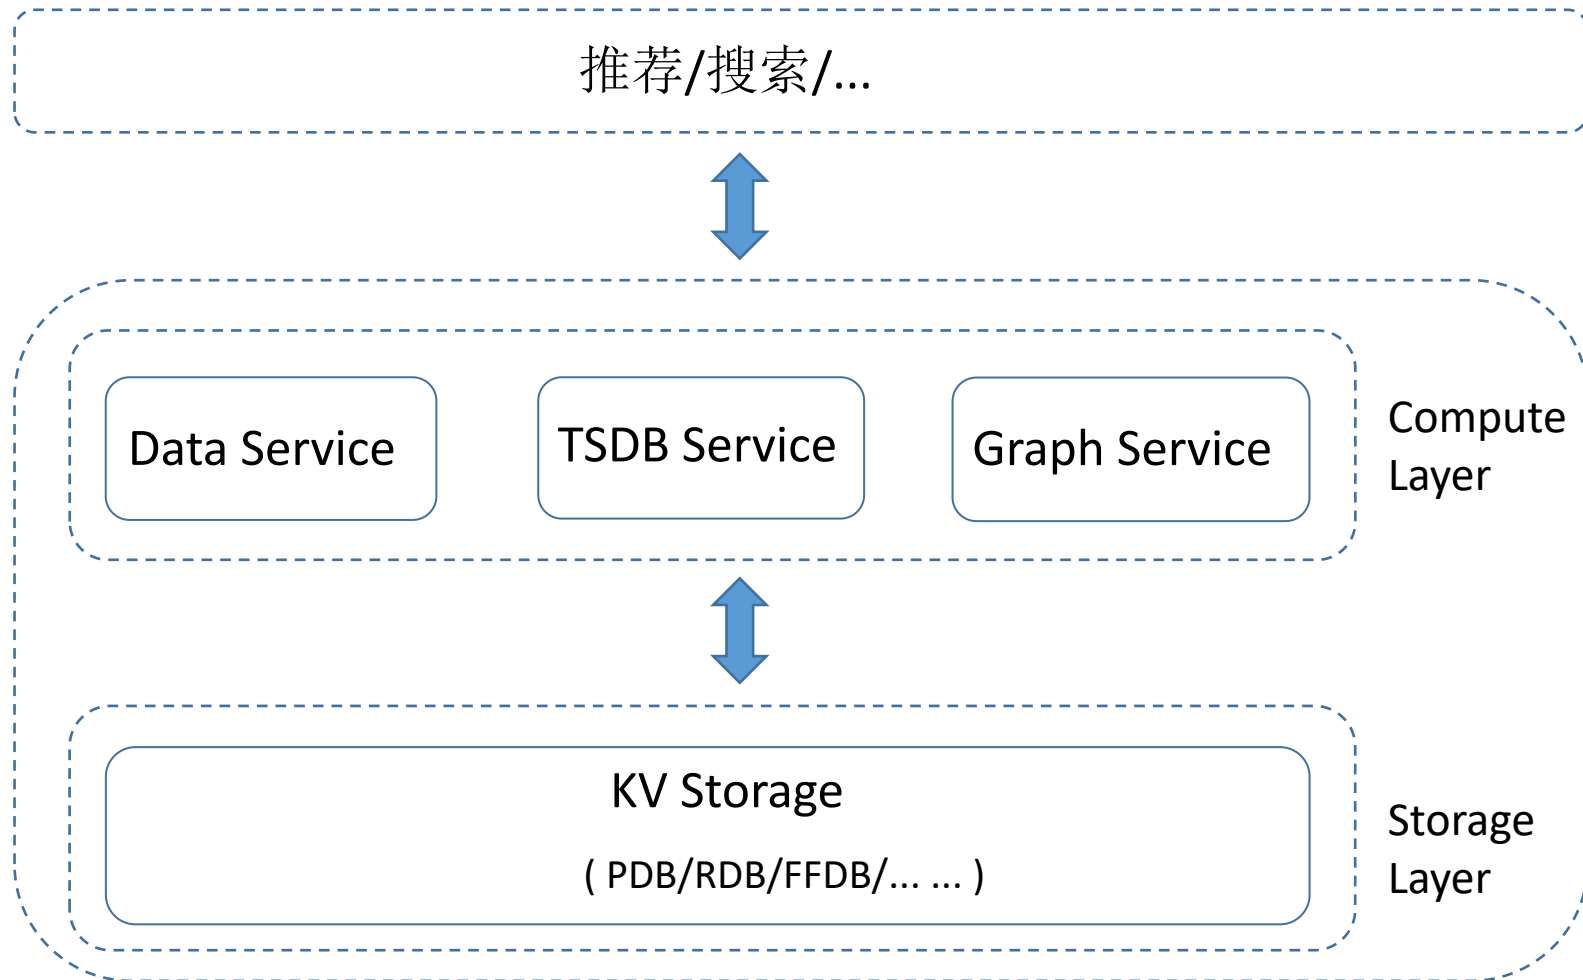 推荐/搜索/...
Data Service
TSDB Service
Graph Service
Compute
Layer
KV Storage
( PDB/RDB/FFDB/... ... )
Storage
Layer